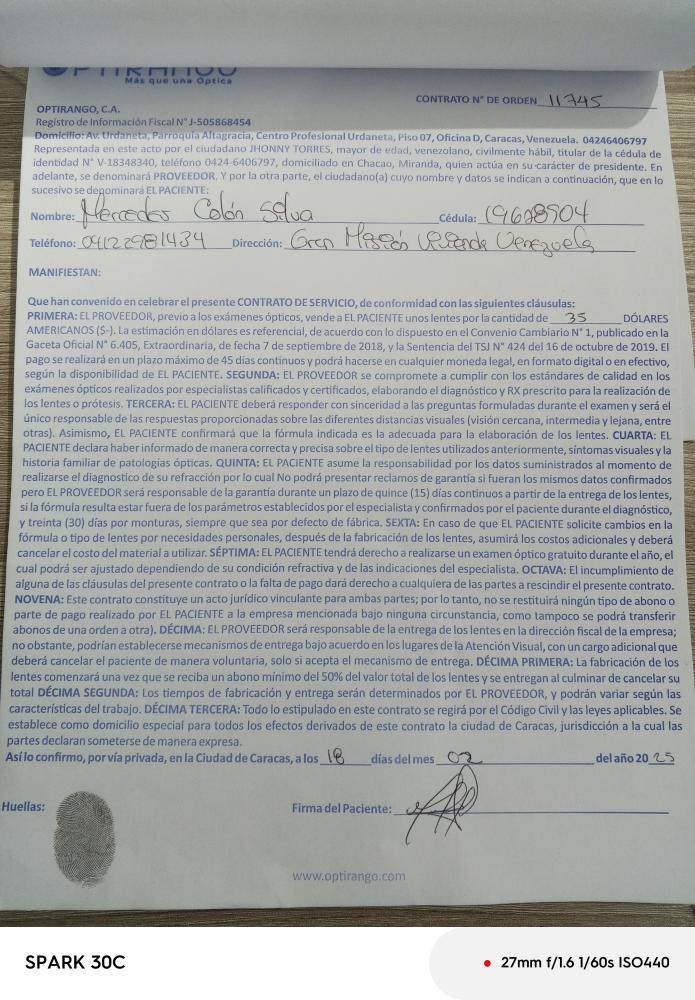 OPTIRANGO
Más que una Óptica
CONTRATO N° DE ORDEN 11745
OPTIRANGO, C.A.
Registro de Información Fiscal N° J-505868454
Domicilio: Av. Urdaneta, Parroquia Altagracia, Centro Profesional Urdaneta, Piso 07, Oficina D, Caracas, Venezuela. 04246406797
Representada en este acto por el ciudadano JHONNY TORRES, mayor de edad, venezolano, civilmente hábil, titular de la cédula de
identidad N° V-18348340, teléfono 0424-6406797, domiciliado en Chacao, Miranda, quien actúa en su carácter de presidente. En
adelante, se denominará PROVEEDOR. Y por la otra parte, el ciudadano(a) cuyo nombre y datos se indican a continuación, que en lo
sucesivo se denominará EL PACIENTE:
Nombre: Mercedes Colón Silva Cédula: 19628904
Teléfono: 04122981434 Dirección: Gran Misión Vivienda Venezuela
MANIFIESTAN:
Que han convenido en celebrar el presente CONTRATO DE SERVICIO, de conformidad con las siguientes cláusulas:
PRIMERA: EL PROVEEDOR, previo a los exámenes ópticos, vende a EL PACIENTE unos lentes por la cantidad de 35 DÓLARES
AMERICANOS ($-). La estimación en dólares es referencial, de acuerdo con lo dispuesto en el Convenio Cambiario N° 1, publicado en la
Gaceta Oficial N° 6.405, Extraordinaria, de fecha 7 de septiembre de 2018, y la Sentencia del TSJ N° 424 del 16 de octubre de 2019. El
pago se realizará en un plazo máximo de 45 días continuos y podrá hacerse en cualquier moneda legal, en formato digital o en efectivo,
según la disponibilidad de EL PACIENTE. SEGUNDA: EL PROVEEDOR se compromete a cumplir con los estándares de calidad en los
exámenes ópticos realizados por especialistas calificados y certificados, elaborando el diagnóstico y RX prescrito para la realización de
los lentes o prótesis. TERCERA: EL PACIENTE deberá responder con sinceridad a las preguntas formuladas durante el examen y será el
único responsable de las respuestas proporcionadas sobre las diferentes distancias visuales (visión cercana, intermedia y lejana, entre
otras). Asimismo, EL PACIENTE confirmará que la fórmula indicada es la adecuada para la elaboración de los lentes. CUARTA: EL
PACIENTE declara haber informado de manera correcta y precisa sobre el tipo de lentes utilizados anteriormente, síntomas visuales y la
historia familiar de patologías ópticas. QUINTA: EL PACIENTE asume la responsabilidad por los datos suministrados al momento de
realizarse el diagnostico de su refracción por lo cual No podrá presentar reclamos de garantía si fueran los mismos datos confirmados
pero EL PROVEEDOR será responsable de la garantía durante un plazo de quince (15) días continuos a partir de la entrega de los lentes,
si la fórmula resulta estar fuera de los parámetros establecidos por el especialista y confirmados por el paciente durante el diagnóstico,
y treinta (30) días por monturas, siempre que sea por defecto de fábrica. SEXTA: En caso de que EL PACIENTE solicite cambios en la
fórmula o tipo de lentes por necesidades personales, después de la fabricación de los lentes, asumirá los costos adicionales y deberá
cancelar el costo del material a utilizar. SÉPTIMA: EL PACIENTE tendrá derecho a realizarse un examen óptico gratuito durante el año, el
cual podrá ser ajustado dependiendo de su condición refractiva y de las indicaciones del especialista. OCTAVA: El incumplimiento de
alguna de las cláusulas del presente contrato o la falta de pago dará derecho a cualquiera de las partes a rescindir el presente contrato.
NOVENA: Este contrato constituye un acto jurídico vinculante para ambas partes; por lo tanto, no se restituirá ningún tipo de abono o
parte de pago realizado por EL PACIENTE a la empresa mencionada bajo ninguna circunstancia, como tampoco se podrá transferir
abonos de una orden a otra). DÉCIMA: EL PROVEEDOR será responsable de la entrega de los lentes en la dirección fiscal de la empresa;
no obstante, podrían establecerse mecanismos de entrega bajo acuerdo en los lugares de la Atención Visual, con un cargo adicional que
deberá cancelar el paciente de manera voluntaria, solo si acepta el mecanismo de entrega. DÉCIMA PRIMERA: La fabricación de los
lentes comenzará una vez que se reciba un abono mínimo del 50% del valor total de los lentes y se entregan al culminar de cancelar su
total DÉCIMA SEGUNDA: Los tiempos de fabricación y entrega serán determinados por EL PROVEEDOR, y podrán variar según las
características del trabajo. DÉCIMA TERCERA: Todo lo estipulado en este contrato se regirá por el Código Civil y las leyes aplicables. Se
establece como domicilio especial para todos los efectos derivados de este contrato la ciudad de Caracas, jurisdicción a la cual las
partes declaran someterse de manera expresa.
Así lo confirmo, por vía privada, en la Ciudad de Caracas, a los 18 días del mes 02 del año 2025
Huellas:
Firma del Paciente:
www.optirango.com
SPARK 30C
27mm f/1.6 1/60s ISO440